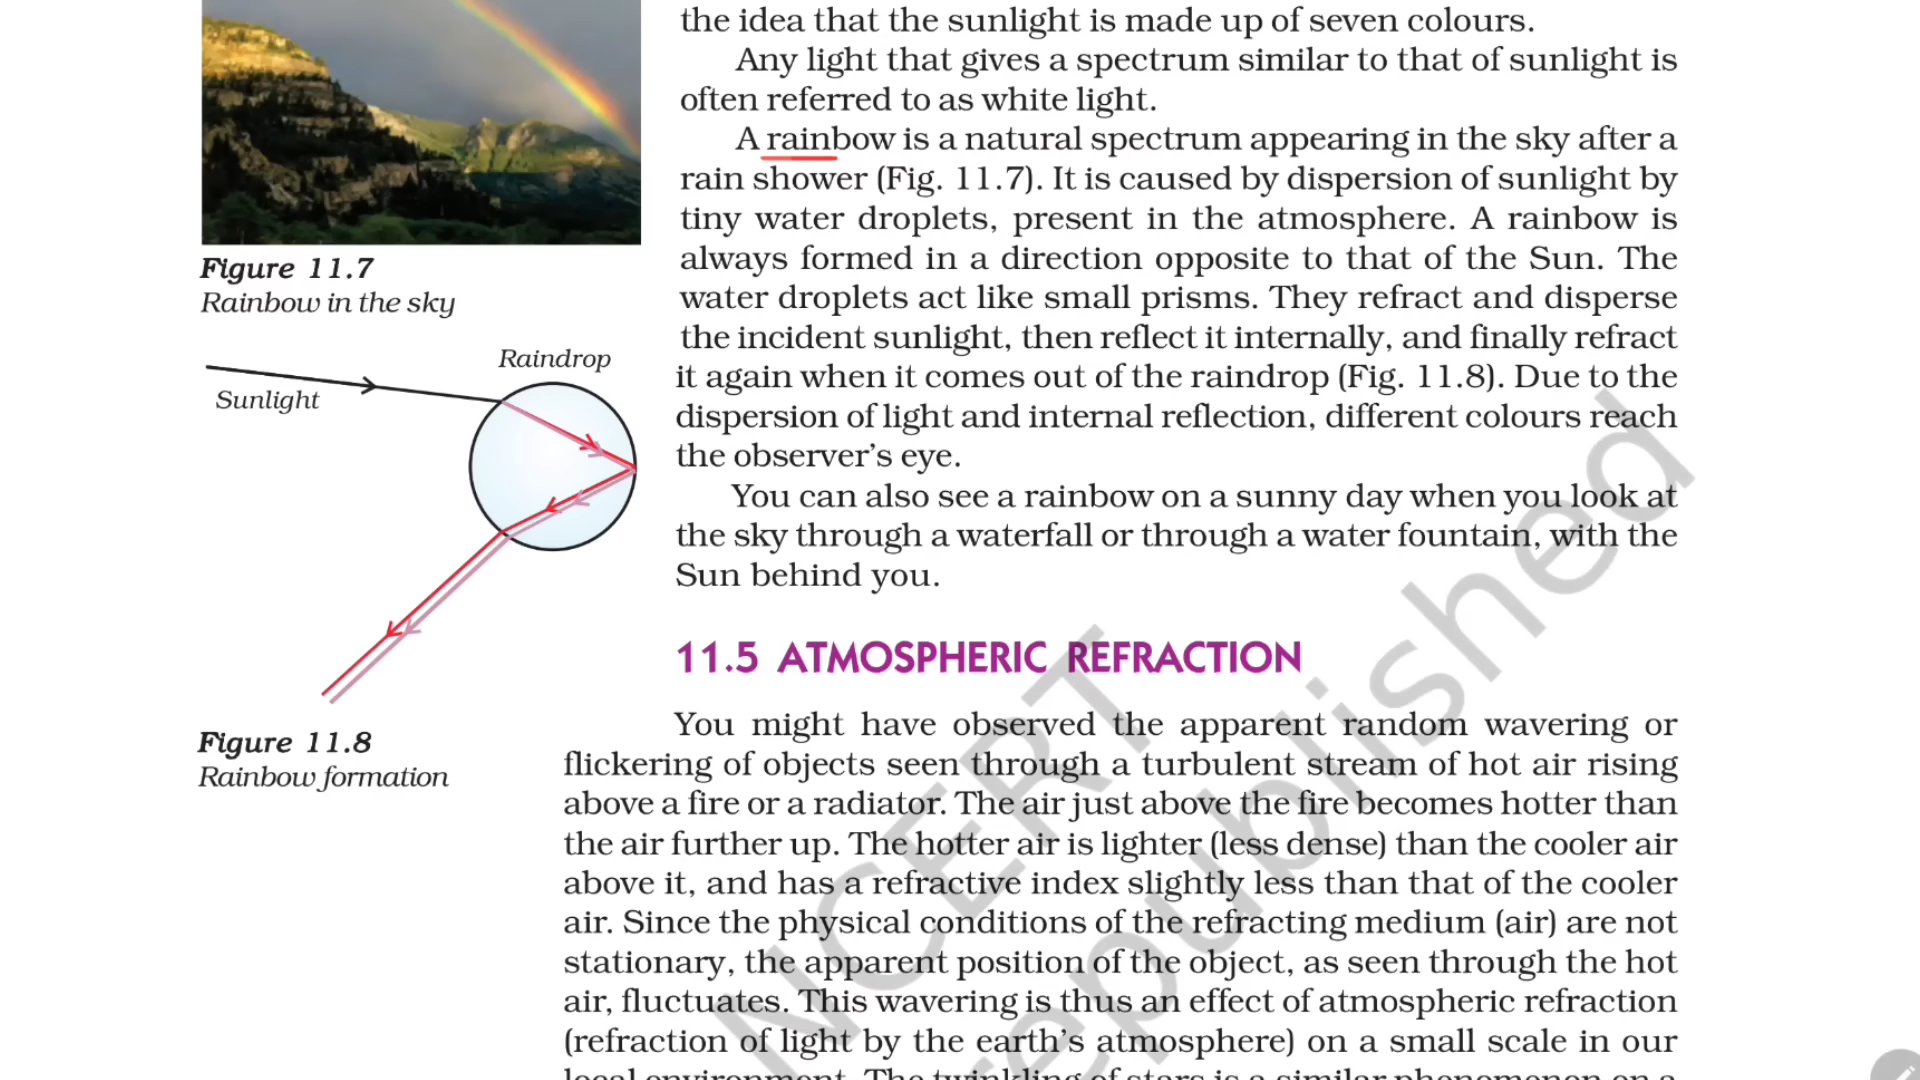 the idea that the sunlight is made up of seven colours.
Any light that gives a spectrum similar to that of sunlight is
often referred to as white light.
A rainbow is a natural spectrum appearing in the sky after a
rain shower (Fig. 11.7). It is caused by dispersion of sunlight by
tiny water droplets, present in the atmosphere. A rainbow is
always formed in a direction opposite to that of the Sun. The
water droplets act like small prisms. They refract and disperse
the incident sunlight, then reflect it internally, and finally refract
it again when it comes out of the raindrop (Fig. 11.8). Due to the
dispersion of light and internal reflection, different colours reach
the observer's eye.
You can also see a rainbow on a sunny day when you look at
the sky through a waterfall or through a water fountain, with the
Sun behind you.
Figure 11.7
Rainbow in the sky
Raindrop
Sunlight
Figure 11.8
Rainbow formation
11.5 ATMOSPHERIC REFRACTION
You might have observed the apparent random wavering or
flickering of objects seen through a turbulent stream of hot air rising
above a fire or a radiator. The air just above the fire becomes hotter than
the air further up. The hotter air is lighter (less dense) than the cooler air
above it, and has a refractive index slightly less than that of the cooler
air. Since the physical conditions of the refracting medium (air) are not
stationary, the apparent position of the object, as seen through the hot
air, fluctuates. This wavering is thus an effect of atmospheric refraction
(refraction of light by the earth's atmosphere) on a small scale in our
local environment. The twinkling of stars is a similar phenomenon on a
NCERT
republished